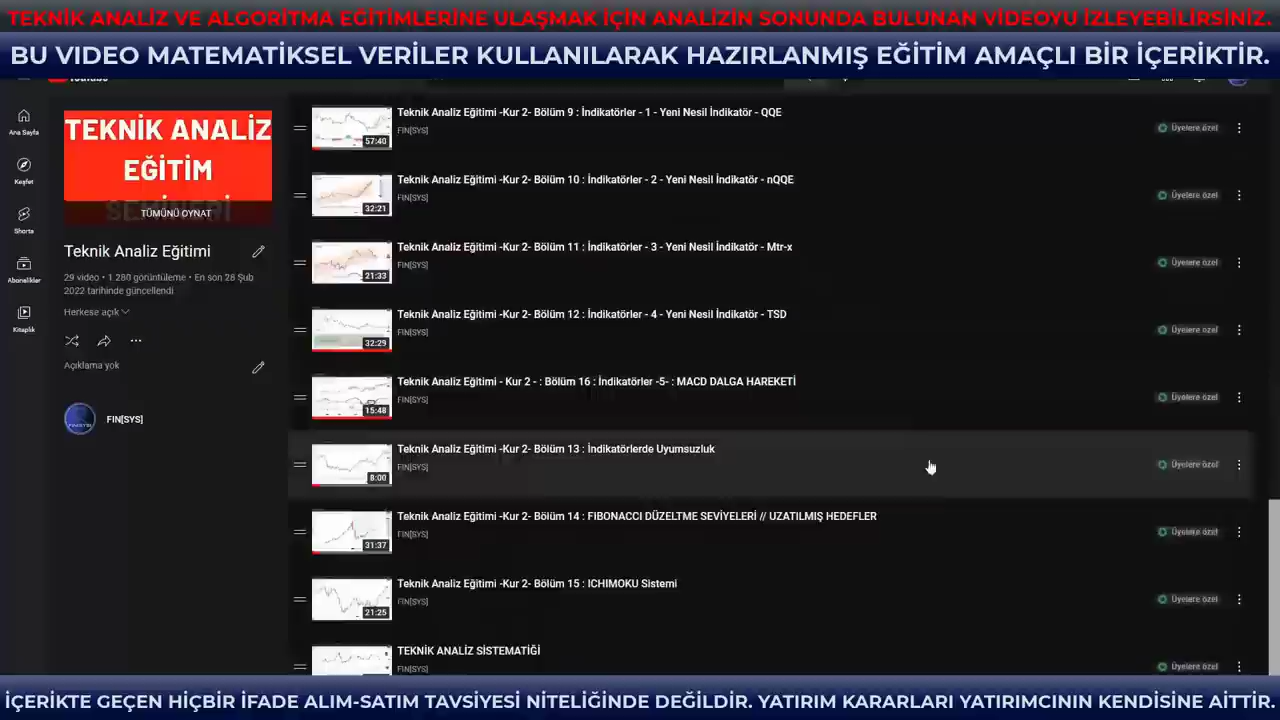 TEKNİK ANALİZ VE ALGORİTMA EĞİTİMLERİNE ULAŞMAK İÇİN ANALİZİN SONUNDA BULUNAN VİDEOYU İZLEYEBİLİRSİNİZ.
BU VIDEO MATEMATİKSEL VERİLER KULLANILARAK HAZIRLANMIŞ EĞİTİM AMAÇLI BİR İÇERİKTİR.
Ana Sayfa
Keşfet
Shorts
Abonelikler
Kitaplık
TEKNİK ANALİZ
EĞİTİM
SERİLERİ
TÜMÜNÜ OYNAT
Teknik Analiz Eğitimi
29 video • 1.280 görüntüleme • En son 28 Şub
2022 tarihinde güncellendi
Herkese açık
Açıklama yok
FIN[SYS]
57:40
Teknik Analiz Eğitimi -Kur 2- Bölüm 9 : İndikatörler - 1 - Yeni Nesil İndikatör - QQE
FIN[SYS]
Üyelere özel
32:21
Teknik Analiz Eğitimi -Kur 2- Bölüm 10 : İndikatörler - 2 - Yeni Nesil İndikatör - nQQE
FIN[SYS]
Üyelere özel
21:33
Teknik Analiz Eğitimi -Kur 2- Bölüm 11 : İndikatörler - 3 - Yeni Nesil İndikatör - Mtr-x
FIN[SYS]
Üyelere özel
32:29
Teknik Analiz Eğitimi -Kur 2- Bölüm 12 : İndikatörler - 4 - Yeni Nesil İndikatör - TSD
FIN[SYS]
Üyelere özel
15:48
Teknik Analiz Eğitimi - Kur 2 - : Bölüm 16 : İndikatörler -5- : MACD DALGA HAREKETİ
FIN[SYS]
Üyelere özel
8:00
Teknik Analiz Eğitimi -Kur 2- Bölüm 13 : İndikatörlerde Uyumsuzluk
FIN[SYS]
Üyelere özel
31:37
Teknik Analiz Eğitimi -Kur 2- Bölüm 14 : FIBONACCI DÜZELTME SEVİYELERİ // UZATILMIŞ HEDEFLER
FIN[SYS]
Üyelere özel
21:25
Teknik Analiz Eğitimi -Kur 2- Bölüm 15 : ICHIMOKU Sistemi
FIN[SYS]
Üyelere özel
TEKNİK ANALİZ SİSTEMATİĞİ
FIN[SYS]
Üyelere özel
İÇERİKTE GEÇEN HİÇBİR İFADE ALIM-SATIM TAVSİYESİ NİTELİĞİNDE DEĞİLDİR. YATIRIM KARARLARI YATIRIMCININ KENDİSİNE AİTTİR.